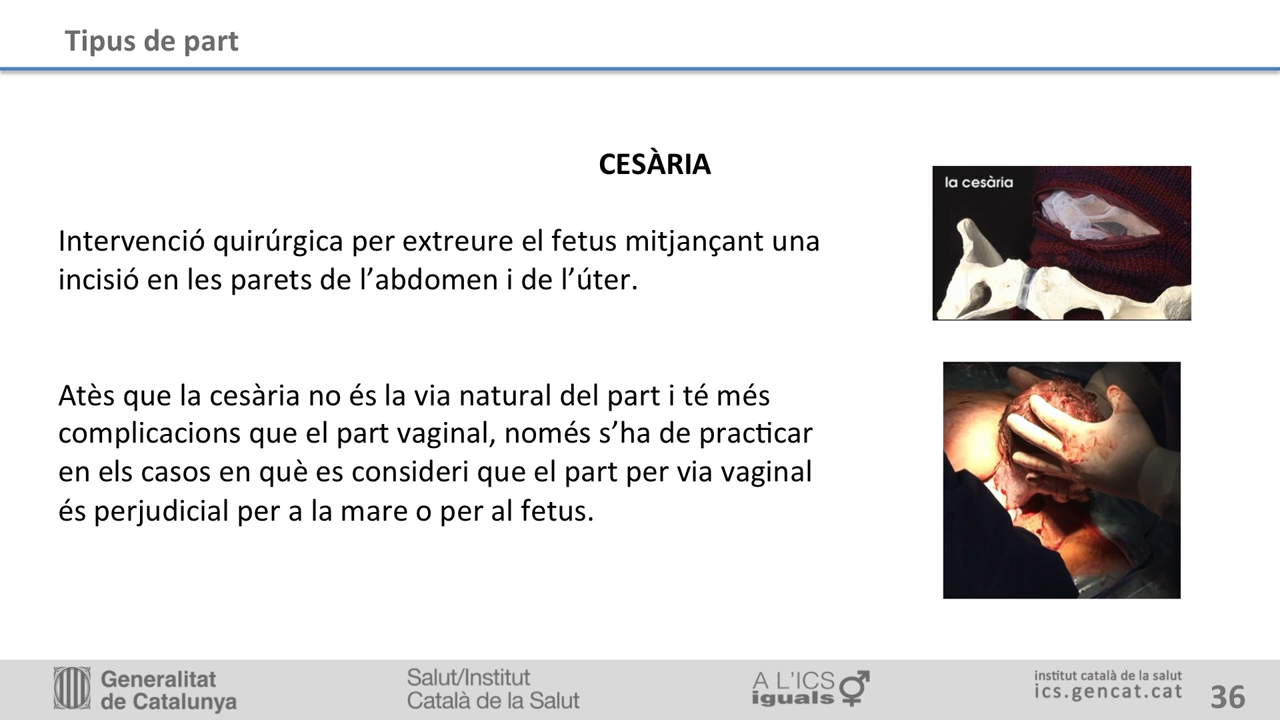 Tipus de part
CESÀRIA
la cesària
Intervenció quirúrgica per extreure el fetus mitjançant una
incisió en les parets de l’abdomen i de l’úter.
Atès que la cesària no és la via natural del part i té més
complicacions que el part vaginal, només s’ha de practicar
en els casos en què es consideri que el part per via vaginal
és perjudicial per a la mare o per al fetus.
Generalitat
de Catalunya
Salut/Institut
Català de la Salut
A L'ICS
iguals
institut català de la salut
ics.gencat.cat
36